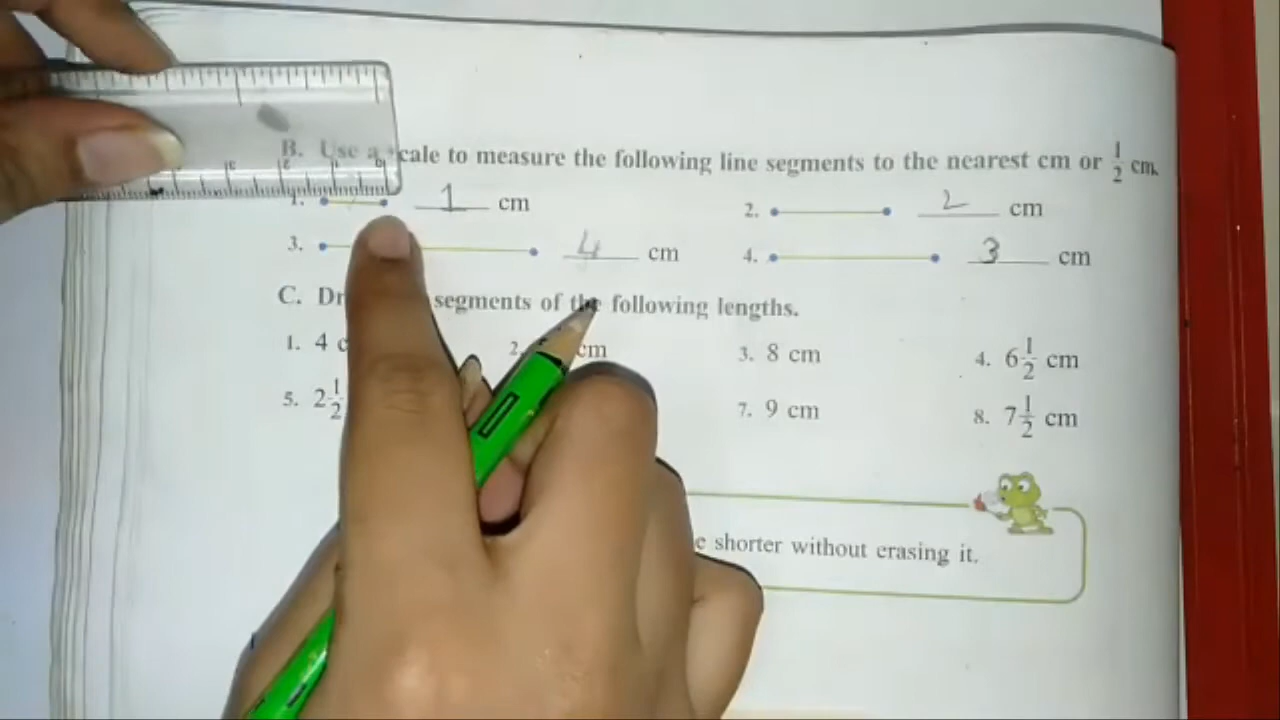 B. Use a scale to measure the following line segments to the nearest cm or 1/2 cm.
1. 1 cm 2. 2 cm
3. 4 cm 4. 3 cm
C. segments of the following lengths.
1. 4 2. cm 3. 8 cm 4. 6 1/2 cm
5. 2 1/2 7. 9 cm 8. 7 1/2 cm
shorter without erasing it.